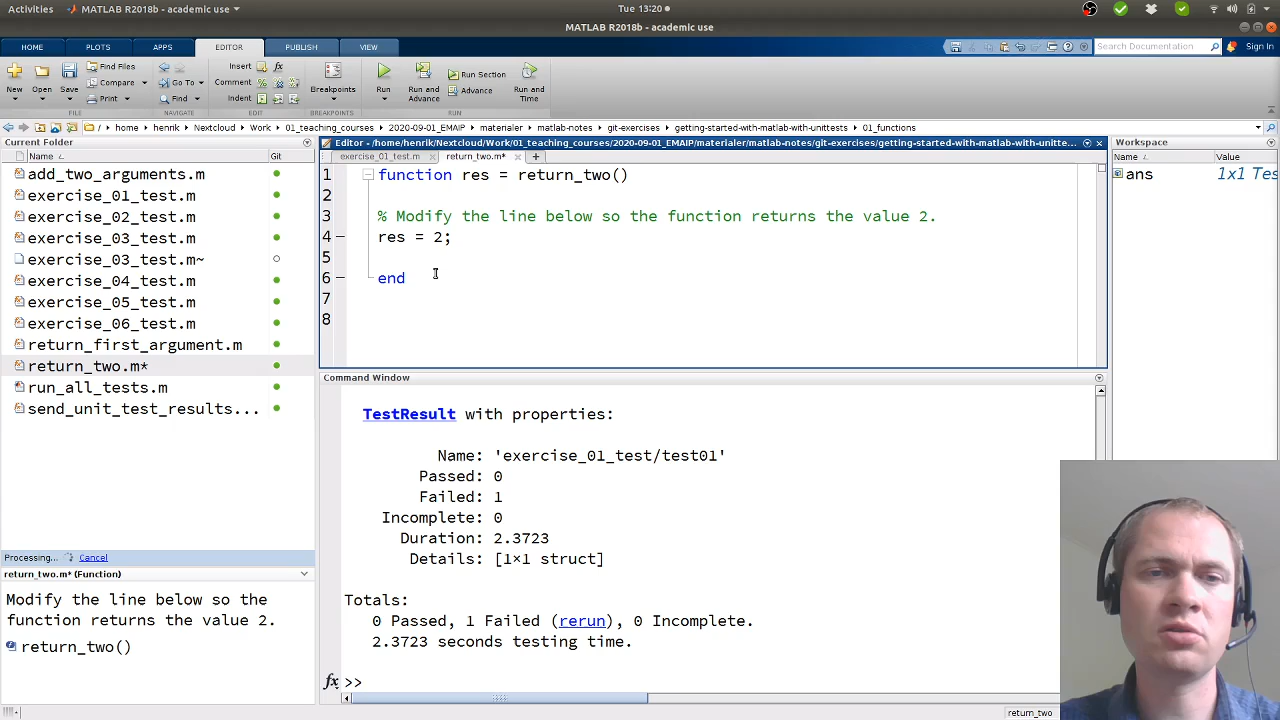 Activities
MATLAB R2018b - academic use
Tue 13:20
MATLAB R2018b - academic use
HOME
PLOTS
APPS
EDITOR
PUBLISH
VIEW
Search Documentation
Sign In
New
Open
Save
Find Files
Compare
Print
FILE
Go To
Find
NAVIGATE
Insert
Comment
Indent
EDIT
Breakpoints
BREAKPOINTS
Run
Run and Advance
Run Section
Advance
Run and Time
RUN
/ home henrik Nextcloud Work 01_teaching_courses 2020-09-01_EMAIP materialer matlab-notes git-exercises getting-started-with-matlab-with-unittests 01_functions
Current Folder
Name
Git
add_two_arguments.m
exercise_01_test.m
exercise_02_test.m
exercise_03_test.m
exercise_03_test.m~
exercise_04_test.m
exercise_05_test.m
exercise_06_test.m
return_first_argument.m
return_two.m*
run_all_tests.m
send_unit_test_results...
Processing... Cancel
return_two.m* (Function)
Modify the line below so the
function returns the value 2.
return_two()
Editor - /home/henrik/Nextcloud/Work/01_teaching_courses/2020-09-01_EMAIP/materialer/matlab-notes/git-exercises/getting-started-with-matlab-with-unitte...
exercise_01_test.m
return_two.m*
1 function res = return_two()
2
3 % Modify the line below so the function returns the value 2.
4 res = 2;
5
6 end
7
8
Command Window
TestResult with properties:
Name: 'exercise_01_test/test01'
Passed: 0
Failed: 1
Incomplete: 0
Duration: 2.3723
Details: [1×1 struct]
Totals:
0 Passed, 1 Failed (rerun), 0 Incomplete.
2.3723 seconds testing time.
fx >>
Workspace
Name
Value
ans
1x1 Tes
return_two